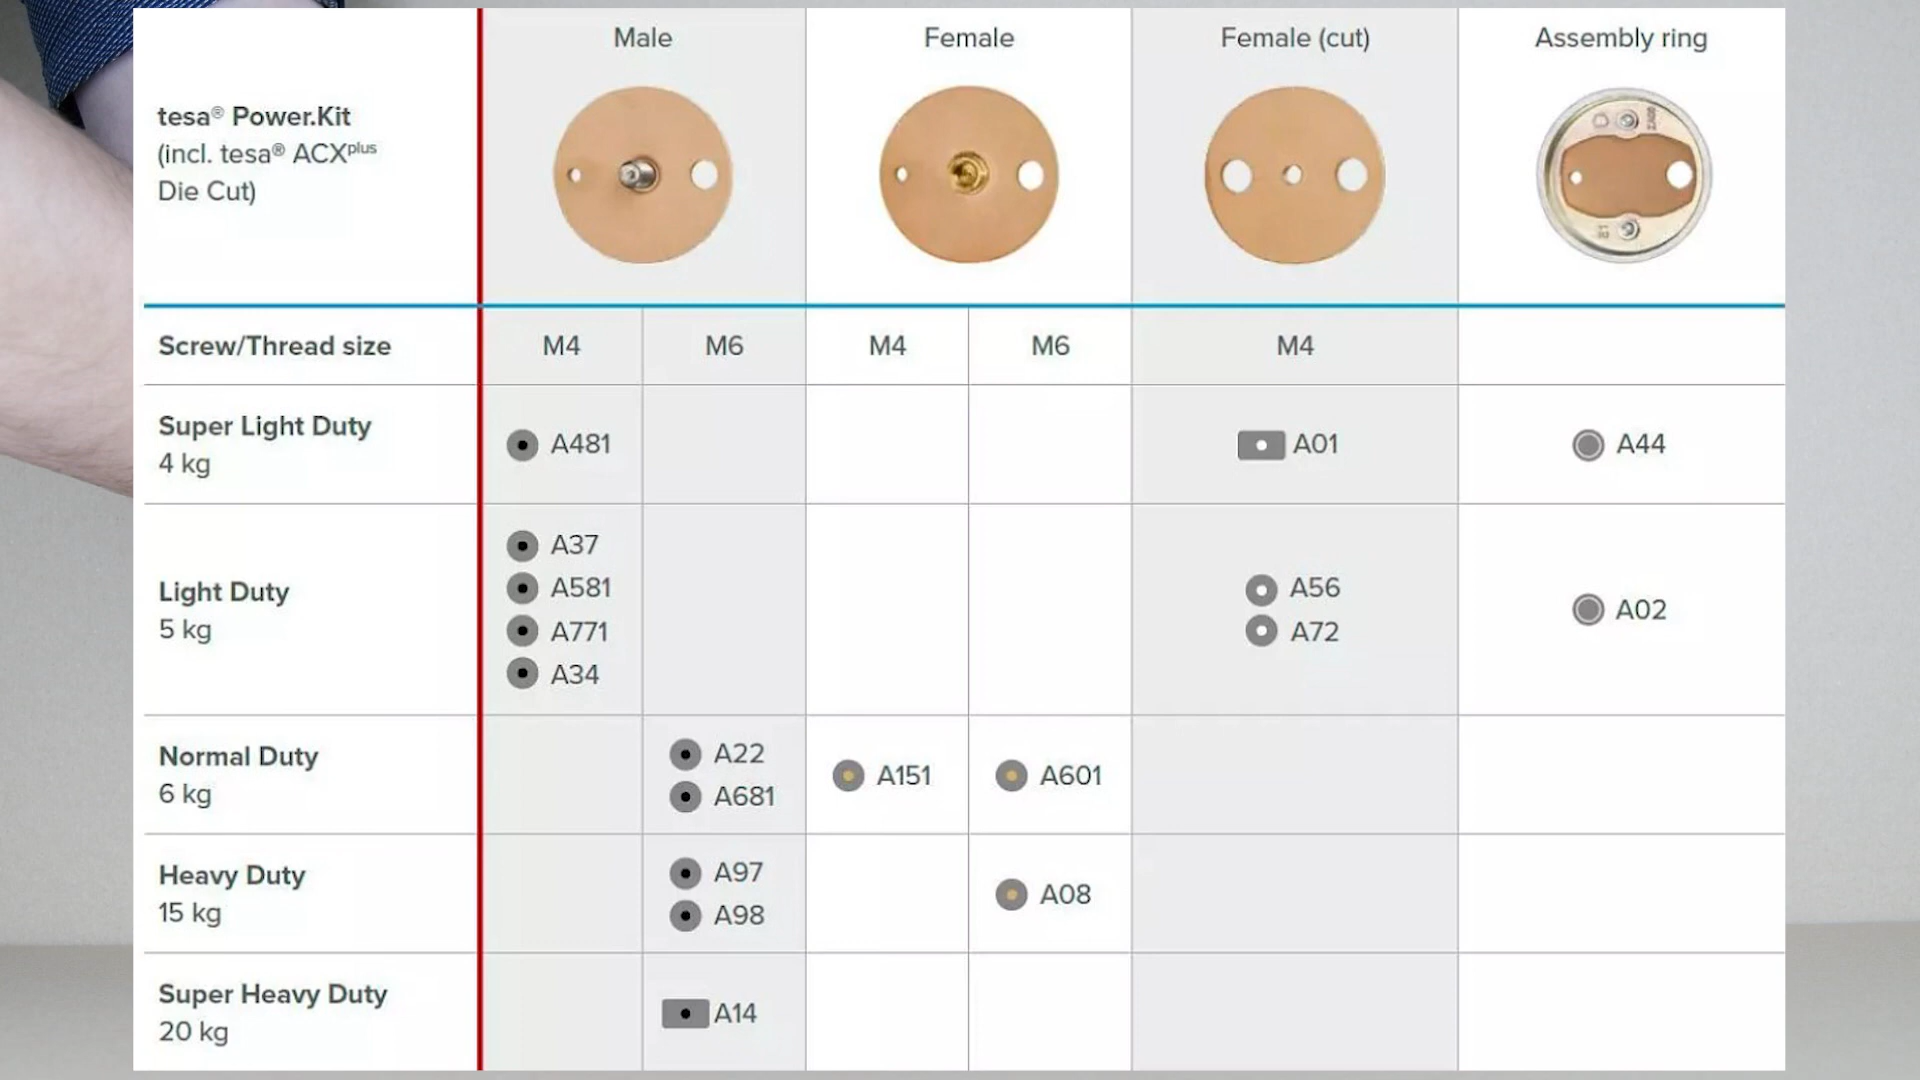 Male
Female
Female (cut)
Assembly ring
tesa® Power.Kit
(incl. tesa® ACXplus
Die Cut)
Screw/Thread size
M4
M6
M4
M6
M4
Super Light Duty
4 kg
A481
A01
A44
Light Duty
5 kg
A37
A581
A771
A34
A56
A72
A02
Normal Duty
6 kg
A22
A681
A151
A601
Heavy Duty
15 kg
A97
A98
A08
Super Heavy Duty
20 kg
A14